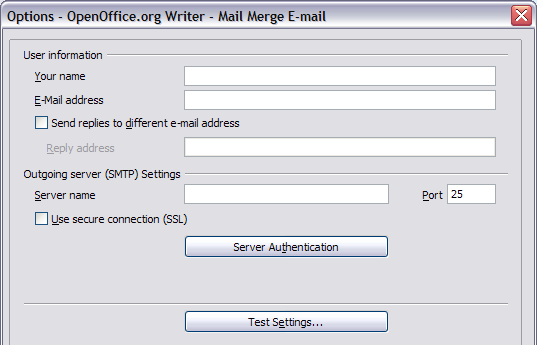 Options - OpenOffice.org Writer - Mail Merge E-mail
User information
Your name
E-Mail address
Send replies to different e-mail address
Reply address
Outgoing server (SMTP) Settings
Server name Port 25
Use secure connection (SSL)
Server Authentication
Test Settings...